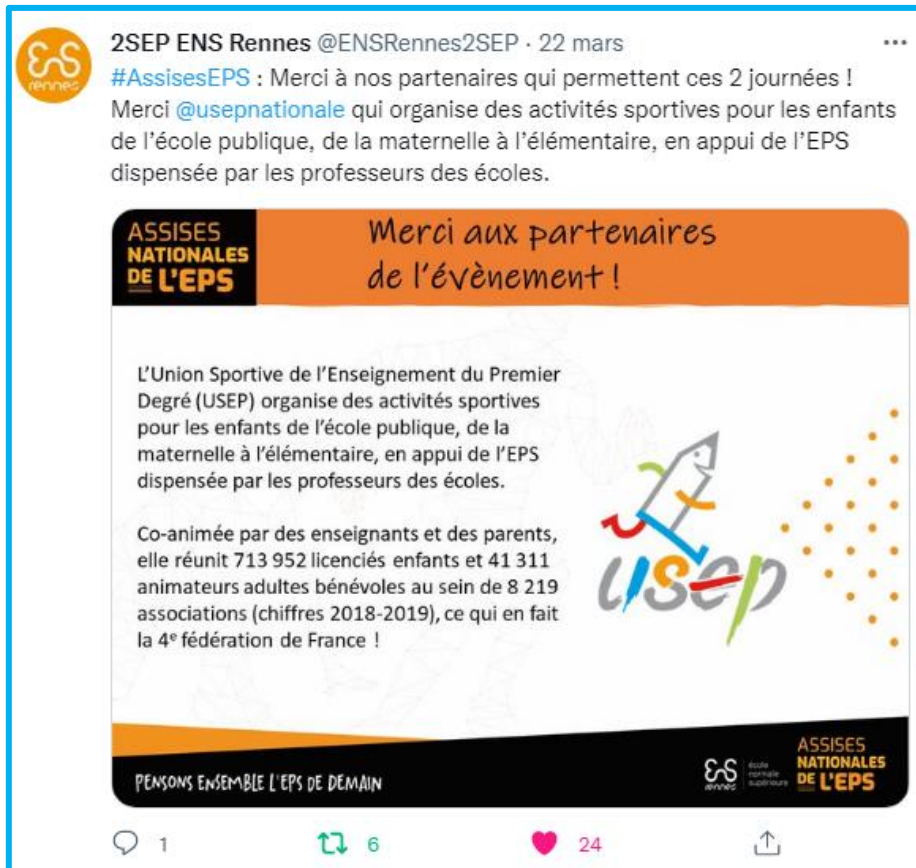 2SEP ENS Rennes @ENSRennes2SEP · 22 mars
#AssisesEPS : Merci à nos partenaires qui permettent ces 2 journées !
Merci @usepnationale qui organise des activités sportives pour les enfants
de l'école publique, de la maternelle à l'élémentaire, en appui de l'EPS
dispensée par les professeurs des écoles.
ENS
rennes
ASSISES
NATIONALES
DE L'EPS
Merci aux partenaires
de l'évènement !
L'Union Sportive de l'Enseignement du Premier
Degré (USEP) organise des activités sportives
pour les enfants de l'école publique, de la
maternelle à l'élémentaire, en appui de l'EPS
dispensée par les professeurs des écoles.
Co-animée par des enseignants et des parents,
elle réunit 713 952 licenciés enfants et 41 311
animateurs adultes bénévoles au sein de 8 219
associations (chiffres 2018-2019), ce qui en fait
la 4e fédération de France !
usep
PENSONS ENSEMBLE L'EPS DE DEMAIN
ENS
rennes
école
normale
supérieure
ASSISES
NATIONALES
DE L'EPS
1
6
24